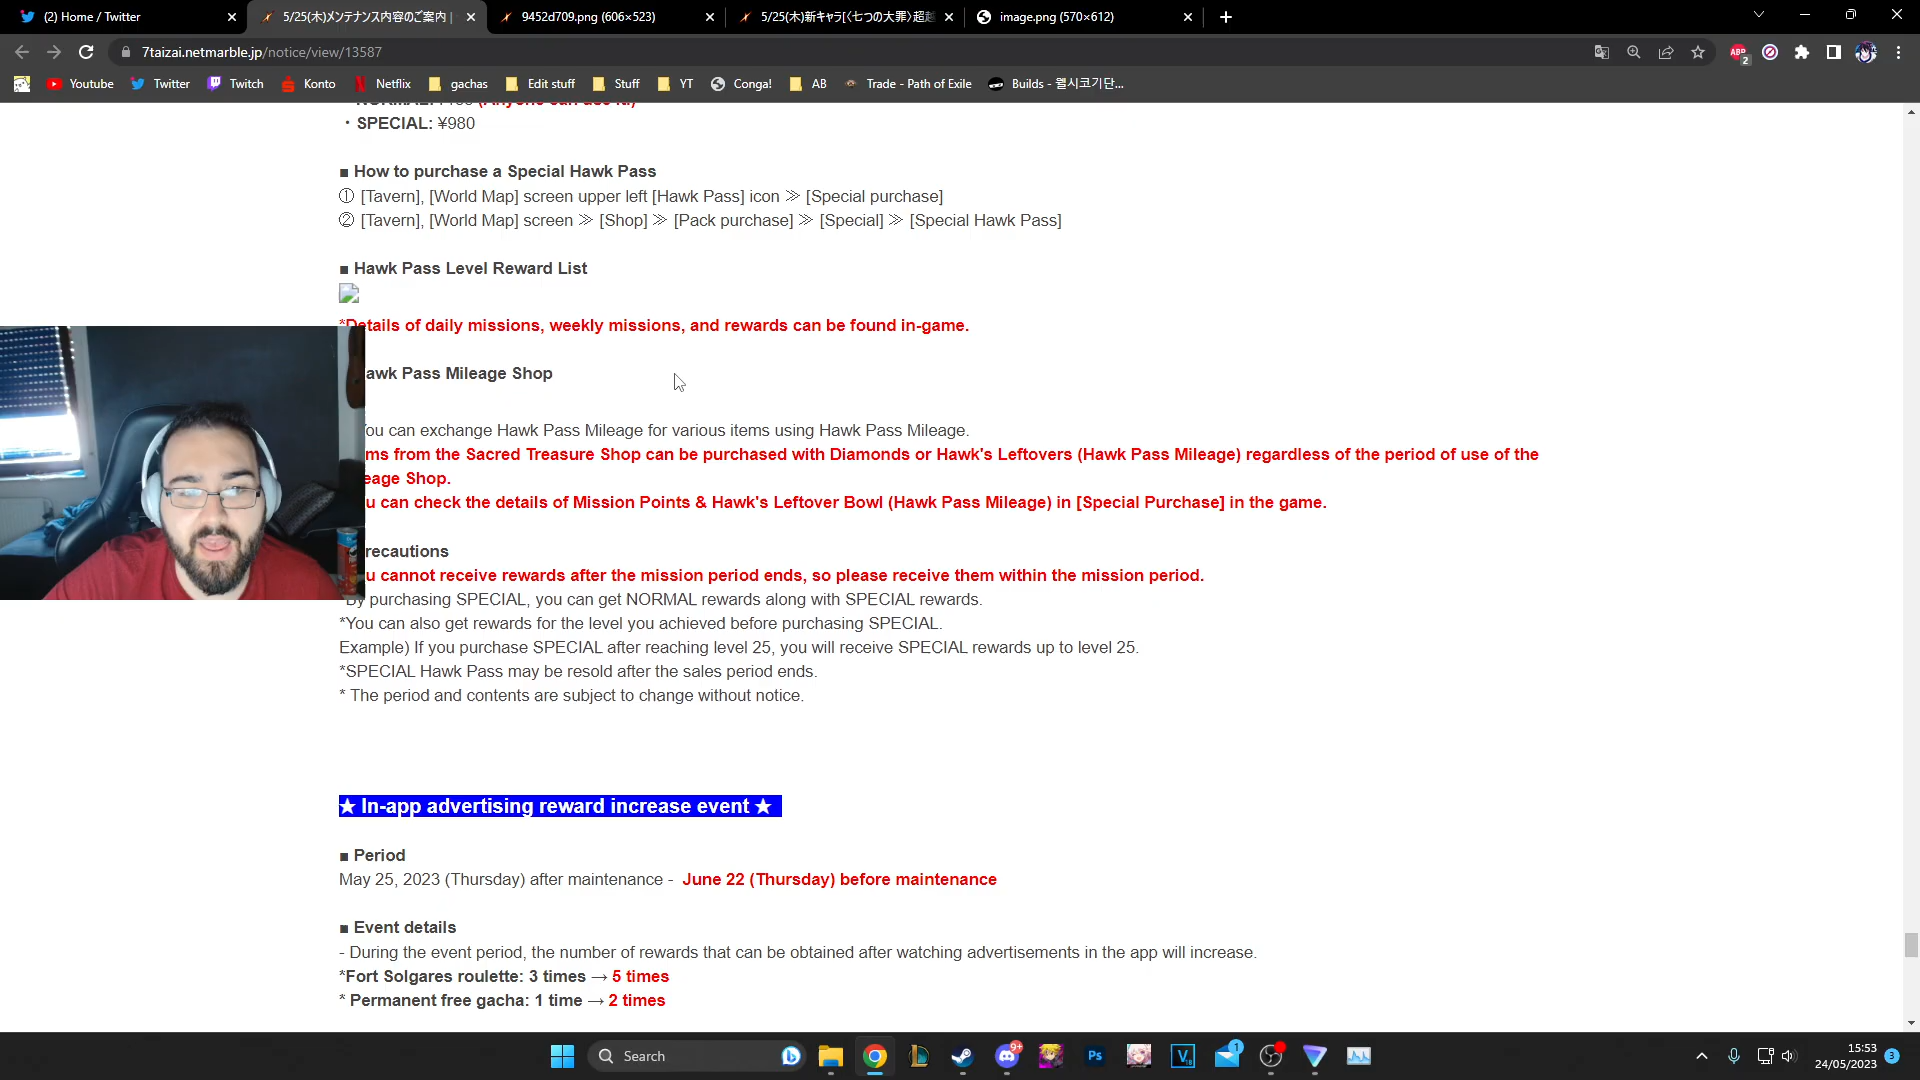 (2) Home / Twitter
5/25(木)メンテナンス内容のご案内 |
9452d709.png (606×523)
5/25(木)新キャラ[〈七つの大罪〉超越
image.png (570×612)
7taizai.netmarble.jp/notice/view/13587
ABP
2
Youtube
Twitter
Twitch
Konto
Netflix
gachas
Edit stuff
Stuff
YT
Conga!
AB
Trade - Path of Exile
Builds - 웰시코기단...
・SPECIAL: ¥980
■ How to purchase a Special Hawk Pass
① [Tavern], [World Map] screen upper left [Hawk Pass] icon ≫ [Special purchase]
② [Tavern], [World Map] screen ≫ [Shop] ≫ [Pack purchase] ≫ [Special] ≫ [Special Hawk Pass]
■ Hawk Pass Level Reward List
*Details of daily missions, weekly missions, and rewards can be found in-game.
awk Pass Mileage Shop
You can exchange Hawk Pass Mileage for various items using Hawk Pass Mileage.
ms from the Sacred Treasure Shop can be purchased with Diamonds or Hawk's Leftovers (Hawk Pass Mileage) regardless of the period of use of the
eage Shop.
u can check the details of Mission Points & Hawk's Leftover Bowl (Hawk Pass Mileage) in [Special Purchase] in the game.
recautions
u cannot receive rewards after the mission period ends, so please receive them within the mission period.
*By purchasing SPECIAL, you can get NORMAL rewards along with SPECIAL rewards.
*You can also get rewards for the level you achieved before purchasing SPECIAL.
Example) If you purchase SPECIAL after reaching level 25, you will receive SPECIAL rewards up to level 25.
*SPECIAL Hawk Pass may be resold after the sales period ends.
* The period and contents are subject to change without notice.
★ In-app advertising reward increase event ★
■ Period
May 25, 2023 (Thursday) after maintenance - June 22 (Thursday) before maintenance
■ Event details
- During the event period, the number of rewards that can be obtained after watching advertisements in the app will increase.
*Fort Solgares roulette: 3 times → 5 times
* Permanent free gacha: 1 time → 2 times
Search
9+
Ps
1
15:53
24/05/2023
3